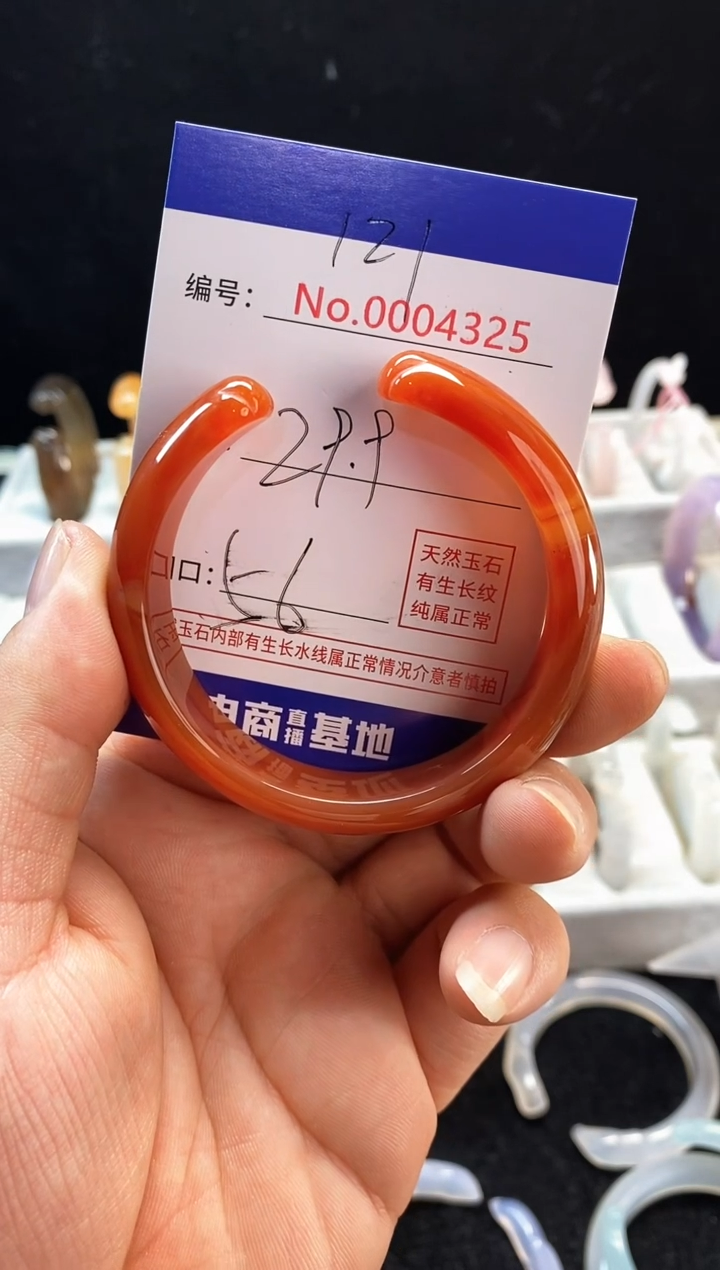 121
编号：No.0004325
29.9
口：56
天然玉石
有生长纹
纯属正常
玉石内部有生长水线属正常情况介意者慎拍
电商直播基地